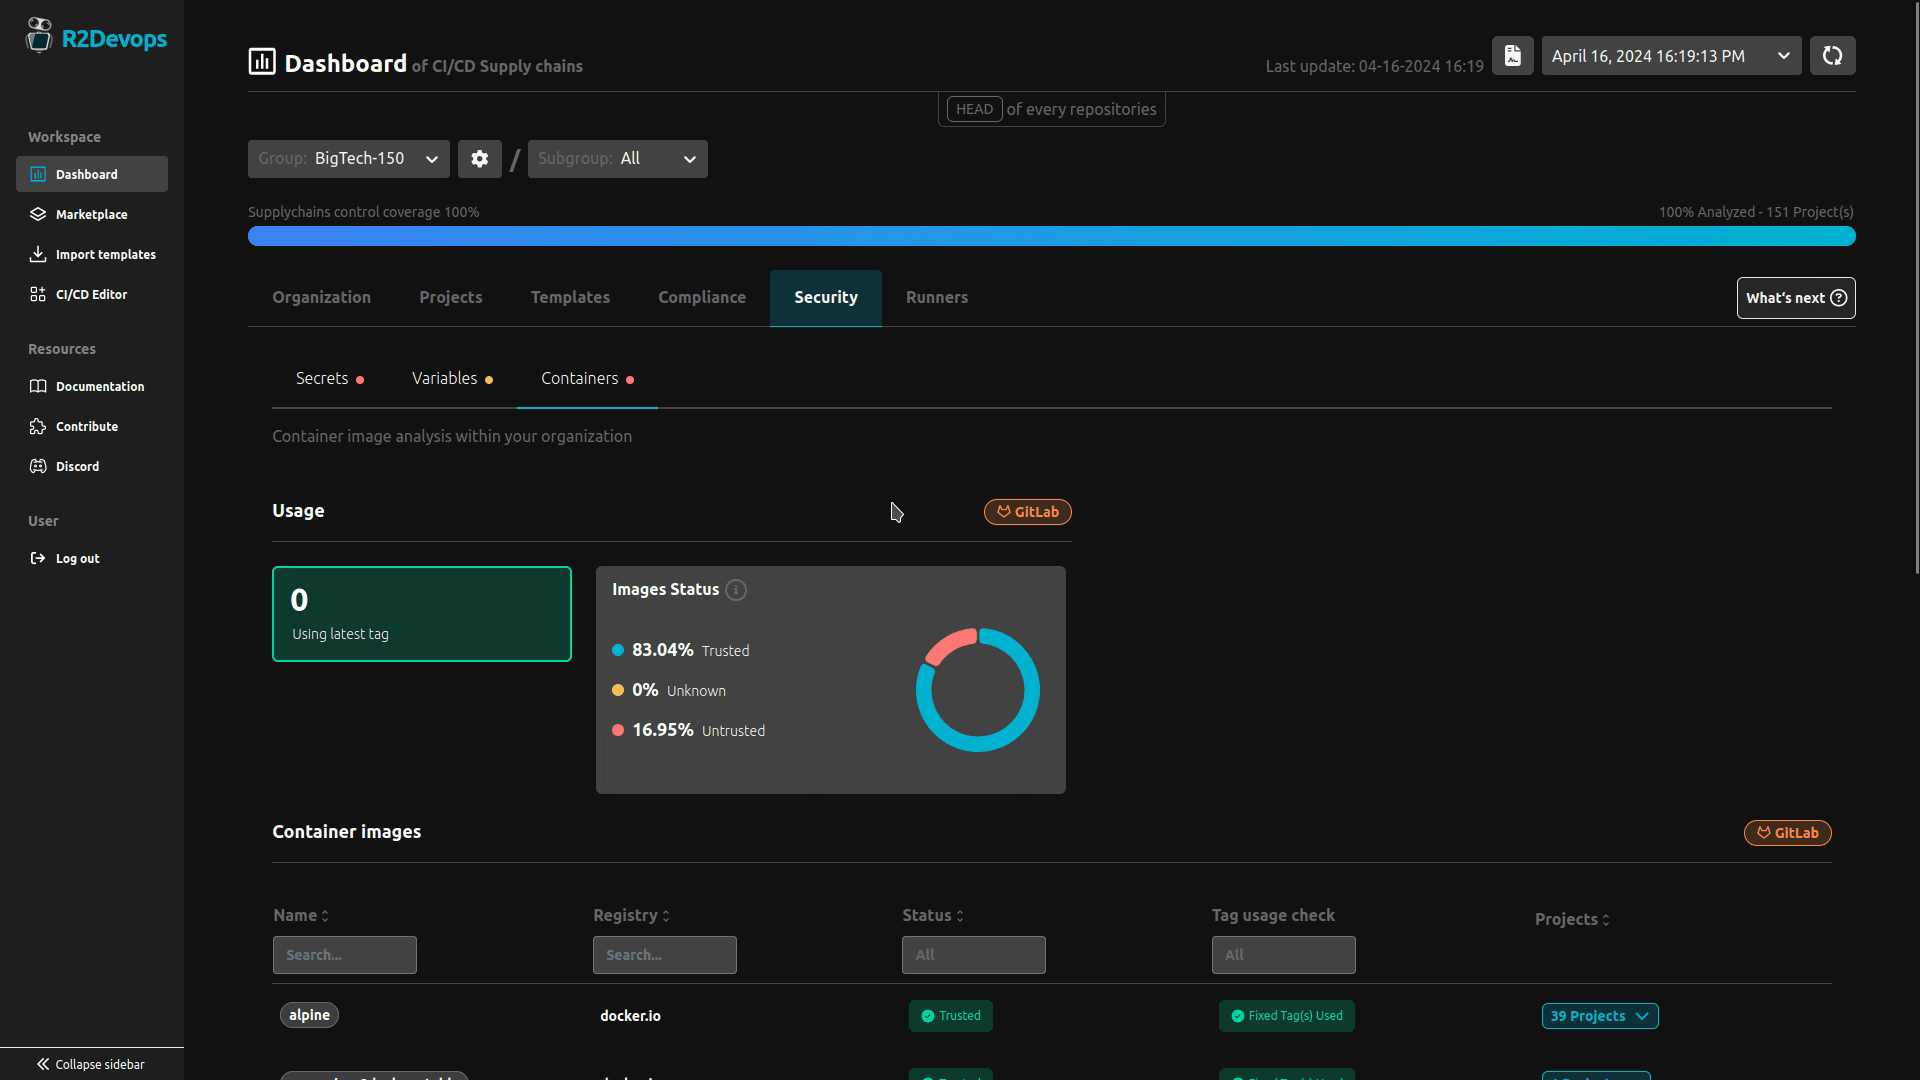 R2Devops
Workspace
Dashboard
Marketplace
Import templates
CI/CD Editor
Resources
Documentation
Contribute
Discord
User
Log out
Collapse sidebar
Dashboard of CI/CD Supply chains
Last update: 04-16-2024 16:19
April 16, 2024 16:19:13 PM
HEAD of every repositories
Group: BigTech-150 / Subgroup: All
Supplychains control coverage 100%
100% Analyzed - 151 Project(s)
Organization Projects Templates Compliance Security Runners
What's next ?
Secrets Variables Containers
Container image analysis within your organization
Usage
GitLab
0
Using latest tag
Images Status
83.04% Trusted
0% Unknown
16.95% Untrusted
Container images
GitLab
Name Registry Status Tag usage check Projects
Search... Search... All All
alpine docker.io Trusted Fixed Tag(s) Used 39 Projects